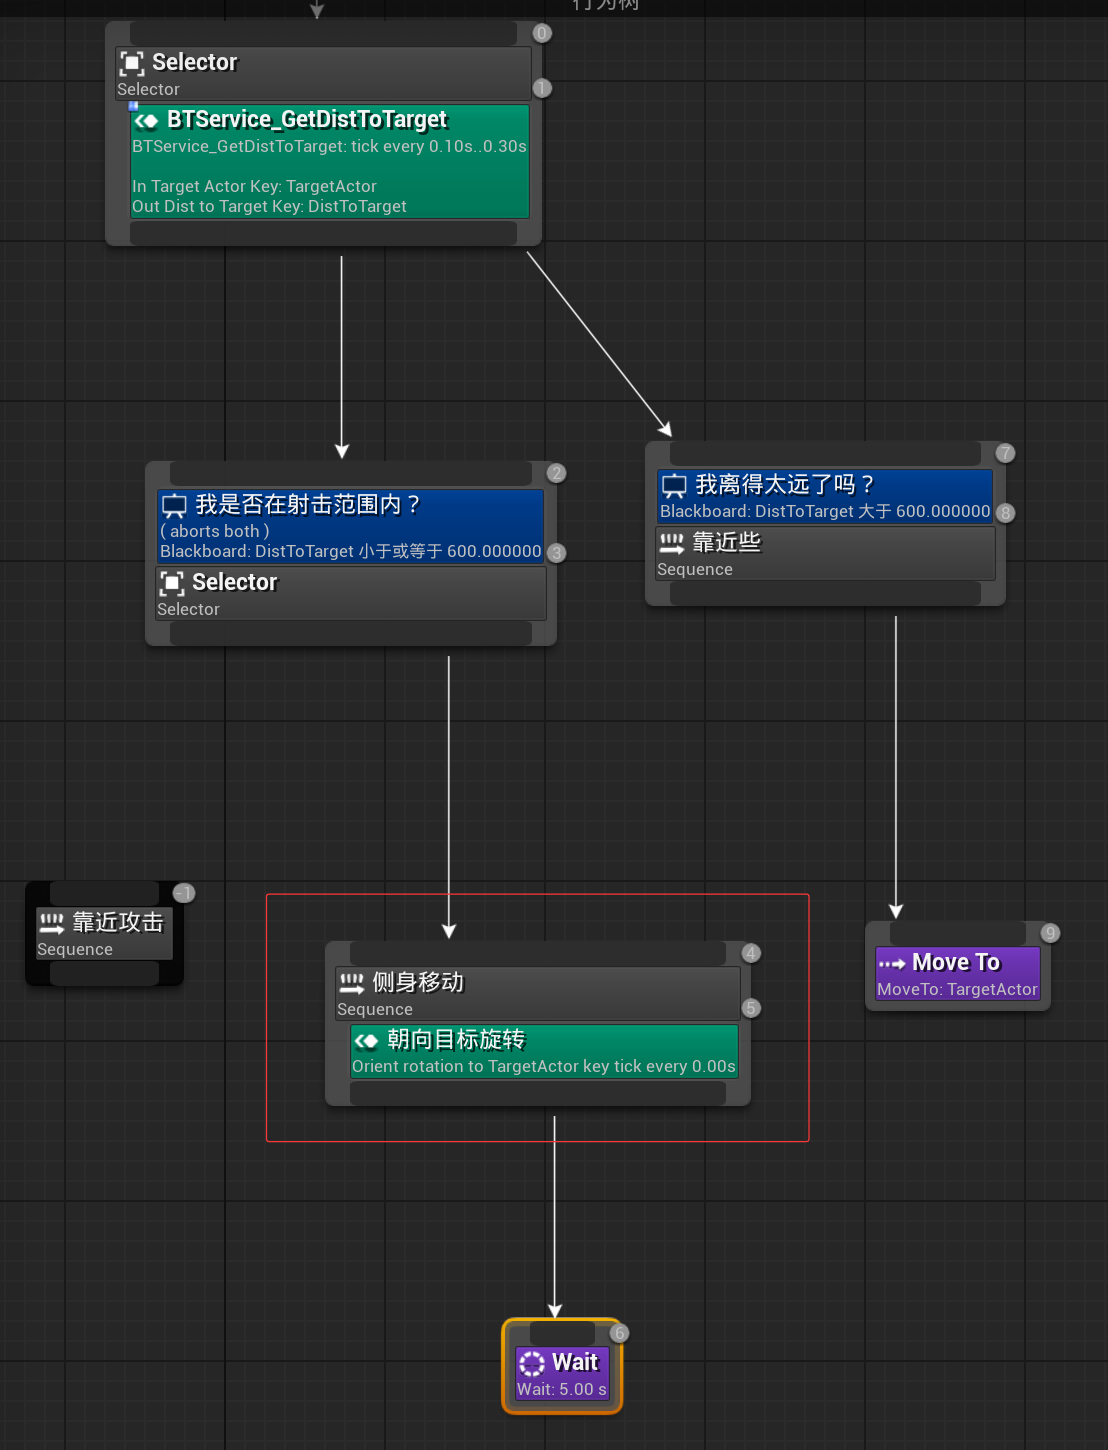 行为树
0
Selector
Selector
1
BTService_GetDistToTarget
BTService_GetDistToTarget: tick every 0.10s..0.30s
In Target Actor Key: TargetActor
Out Dist to Target Key: DistToTarget
2
我是否在射击范围内？
( aborts both )
Blackboard: DistToTarget 小于或等于 600.000000
3
Selector
Selector
7
我离得太远了吗？
Blackboard: DistToTarget 大于 600.000000
8
靠近些
Sequence
-1
靠近攻击
Sequence
4
侧身移动
Sequence
5
朝向目标旋转
Orient rotation to TargetActor key tick every 0.00s
9
Move To
MoveTo: TargetActor
6
Wait
Wait: 5.00 s